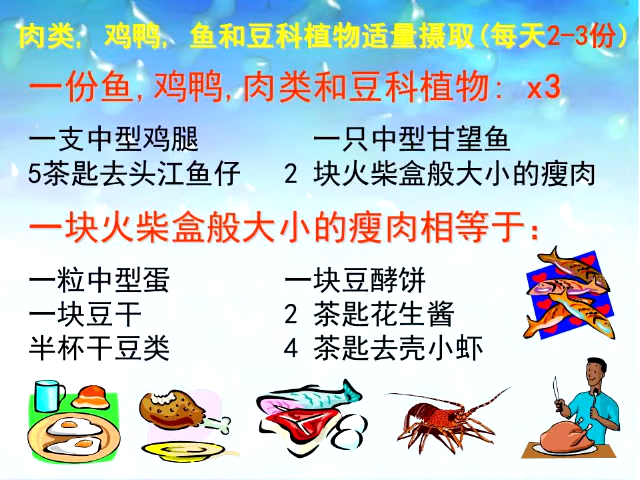 肉类, 鸡鸭, 鱼和豆科植物适量摄取(每天2-3份)
一份鱼,鸡鸭,肉类和豆科植物: x3
一支中型鸡腿 一只中型甘望鱼
5茶匙去头江鱼仔 2 块火柴盒般大小的瘦肉
一块火柴盒般大小的瘦肉相等于:
一粒中型蛋 一块豆酵饼
一块豆干 2 茶匙花生酱
半杯干豆类 4 茶匙去壳小虾